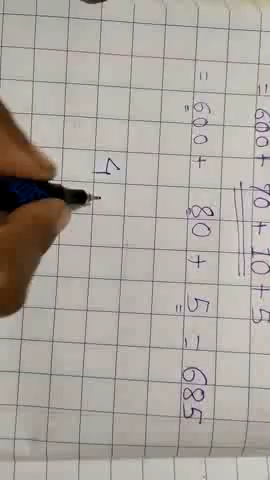 = 600 + 70 + 10 + 5
= 600 + 80 + 5 = 685
4